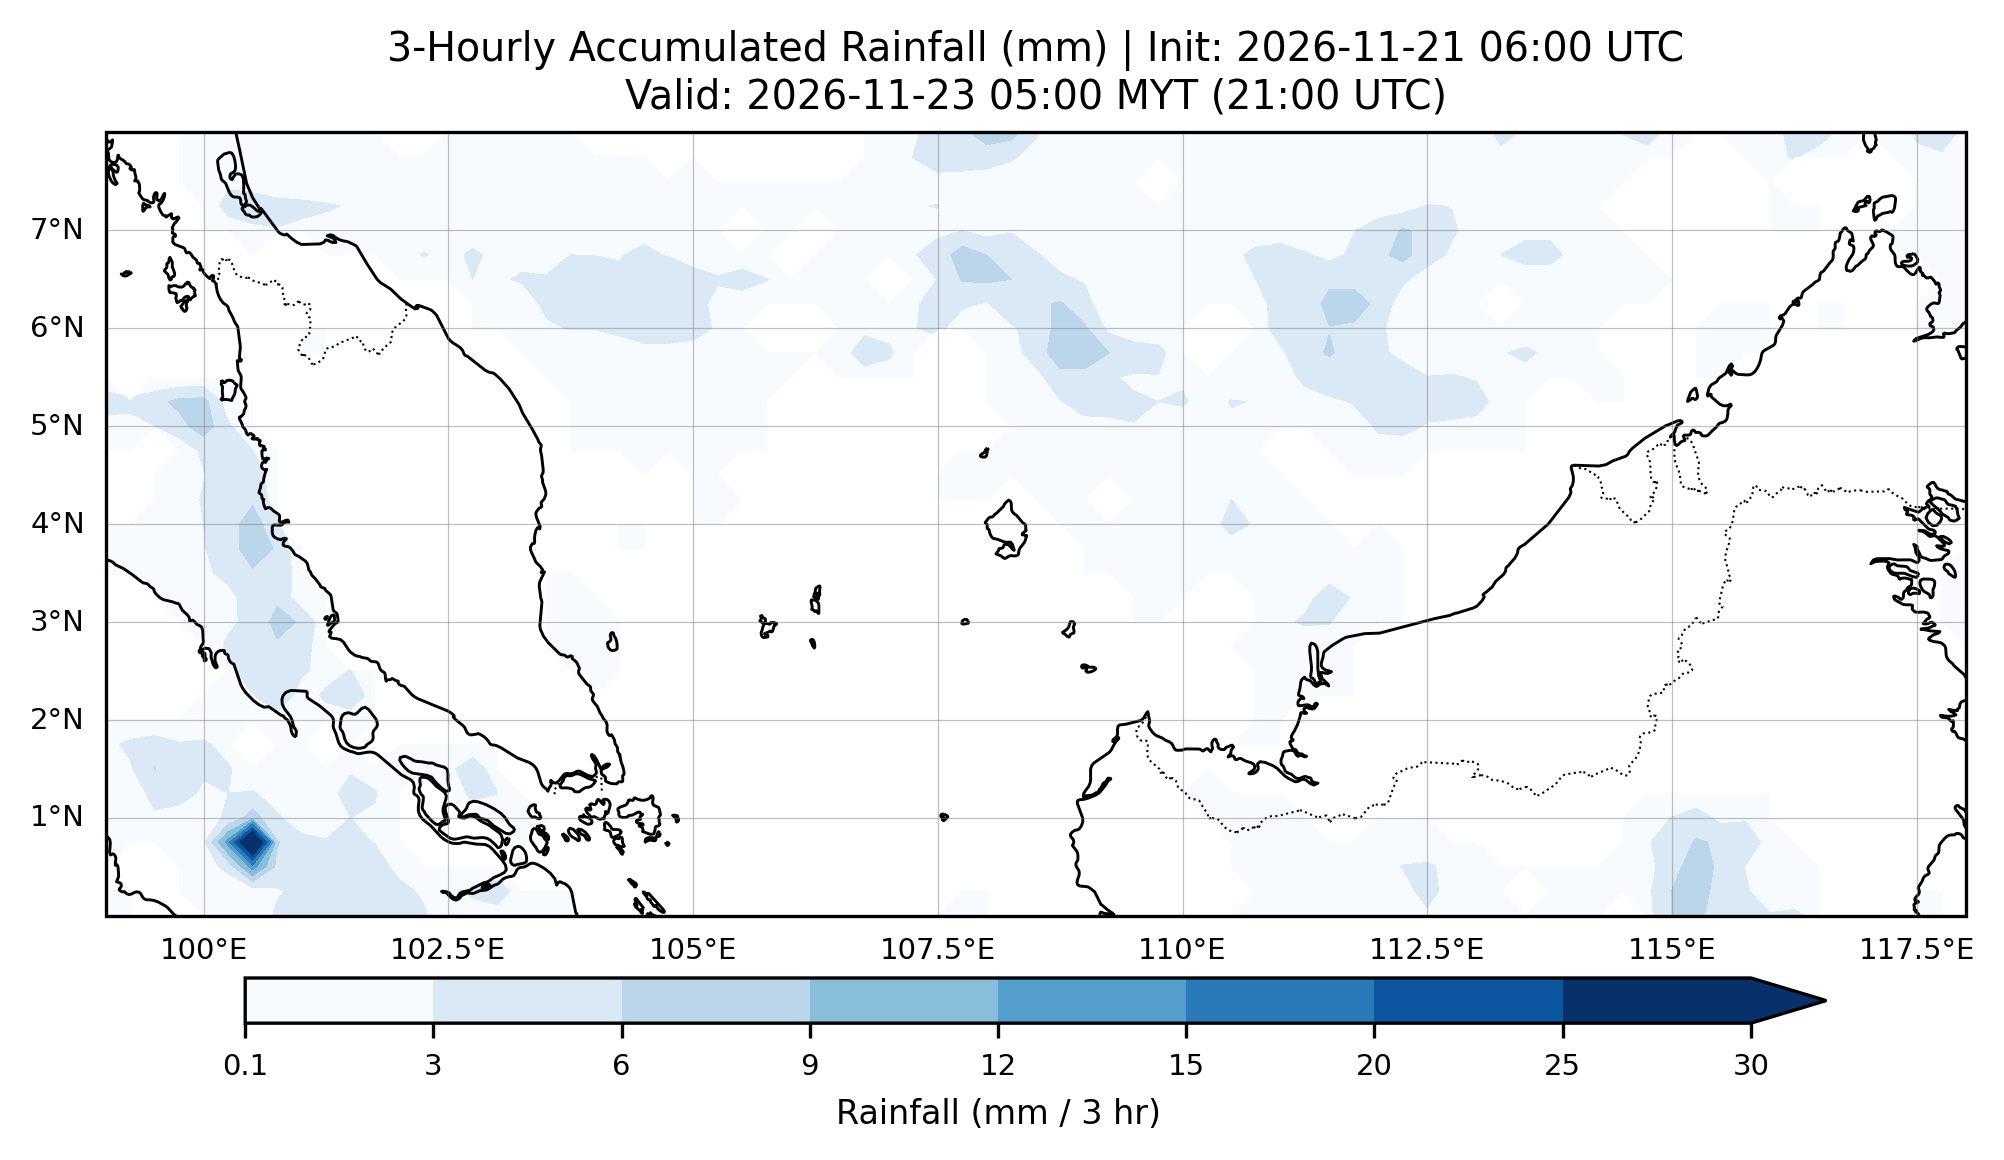 3-Hourly Accumulated Rainfall (mm) | Init: 2026-11-21 06:00 UTC
Valid: 2026-11-23 05:00 MYT (21:00 UTC)
7°N
6°N
5°N
4°N
3°N
2°N
1°N
100°E 102.5°E 105°E 107.5°E 110°E 112.5°E 115°E 117.5°E
0.1 3 6 9 12 15 20 25 30
Rainfall (mm / 3 hr)